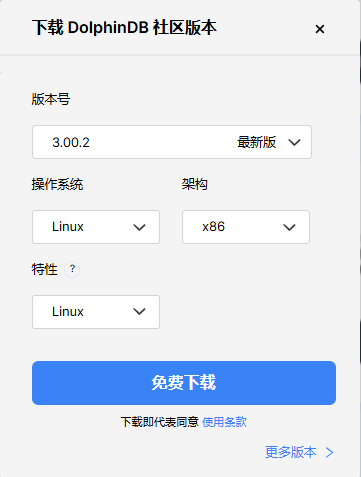 下载 DolphinDB 社区版本
版本号
3.00.2 最新版
操作系统 架构
Linux x86
特性 ?
Linux
免费下载
下载即代表同意 使用条款
更多版本